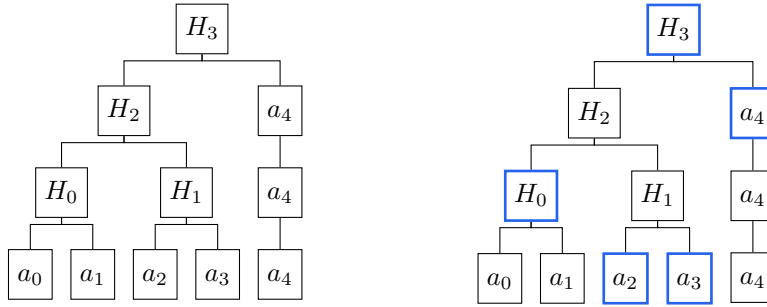 H₃ H₃
H₂ a₄ H₂ a₄
H₀ H₁ a₄ H₀ H₁ a₄
a₀ a₁ a₂ a₃ a₄ a₀ a₁ a₂ a₃ a₄